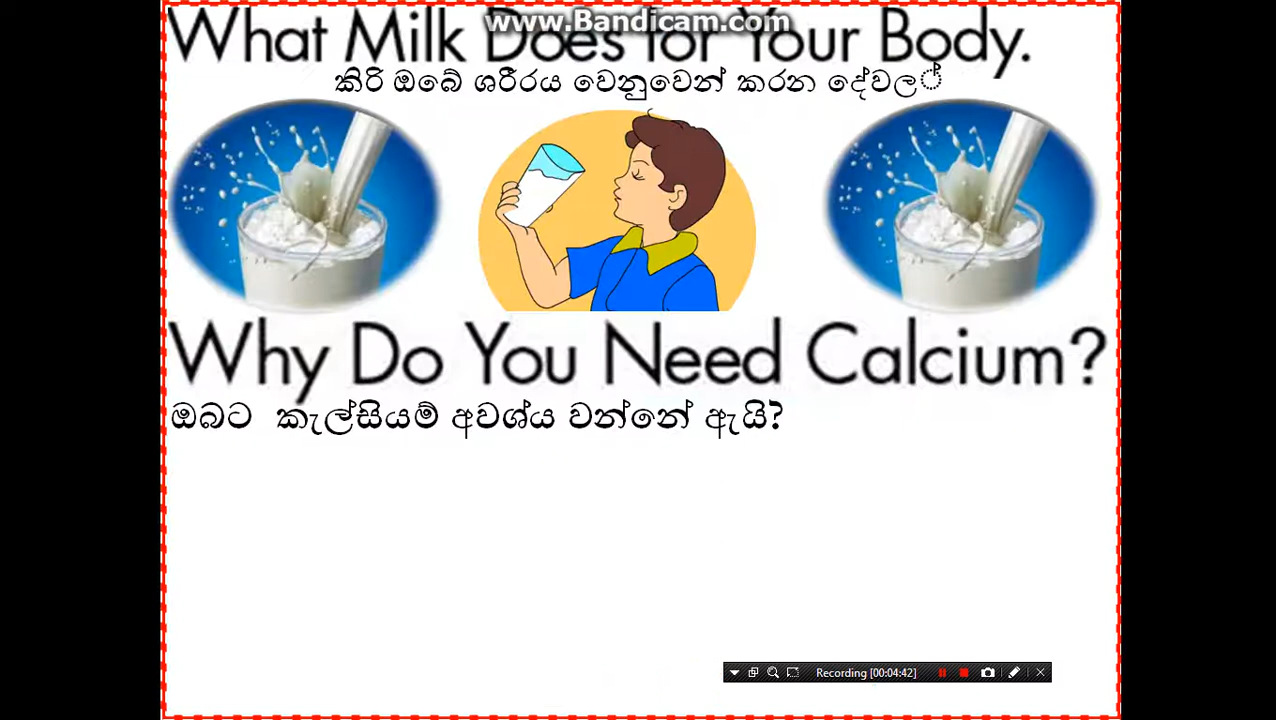 www.Bandicam.com
What Milk Does for Your Body.
කිරි ඔබේ ශරීරය වෙනුවෙන් කරන දේවල්
Why Do You Need Calcium?
ඔබට කැල්සියම් අවශ්ය වන්නේ ඇයි?
Recording [00:04:42]